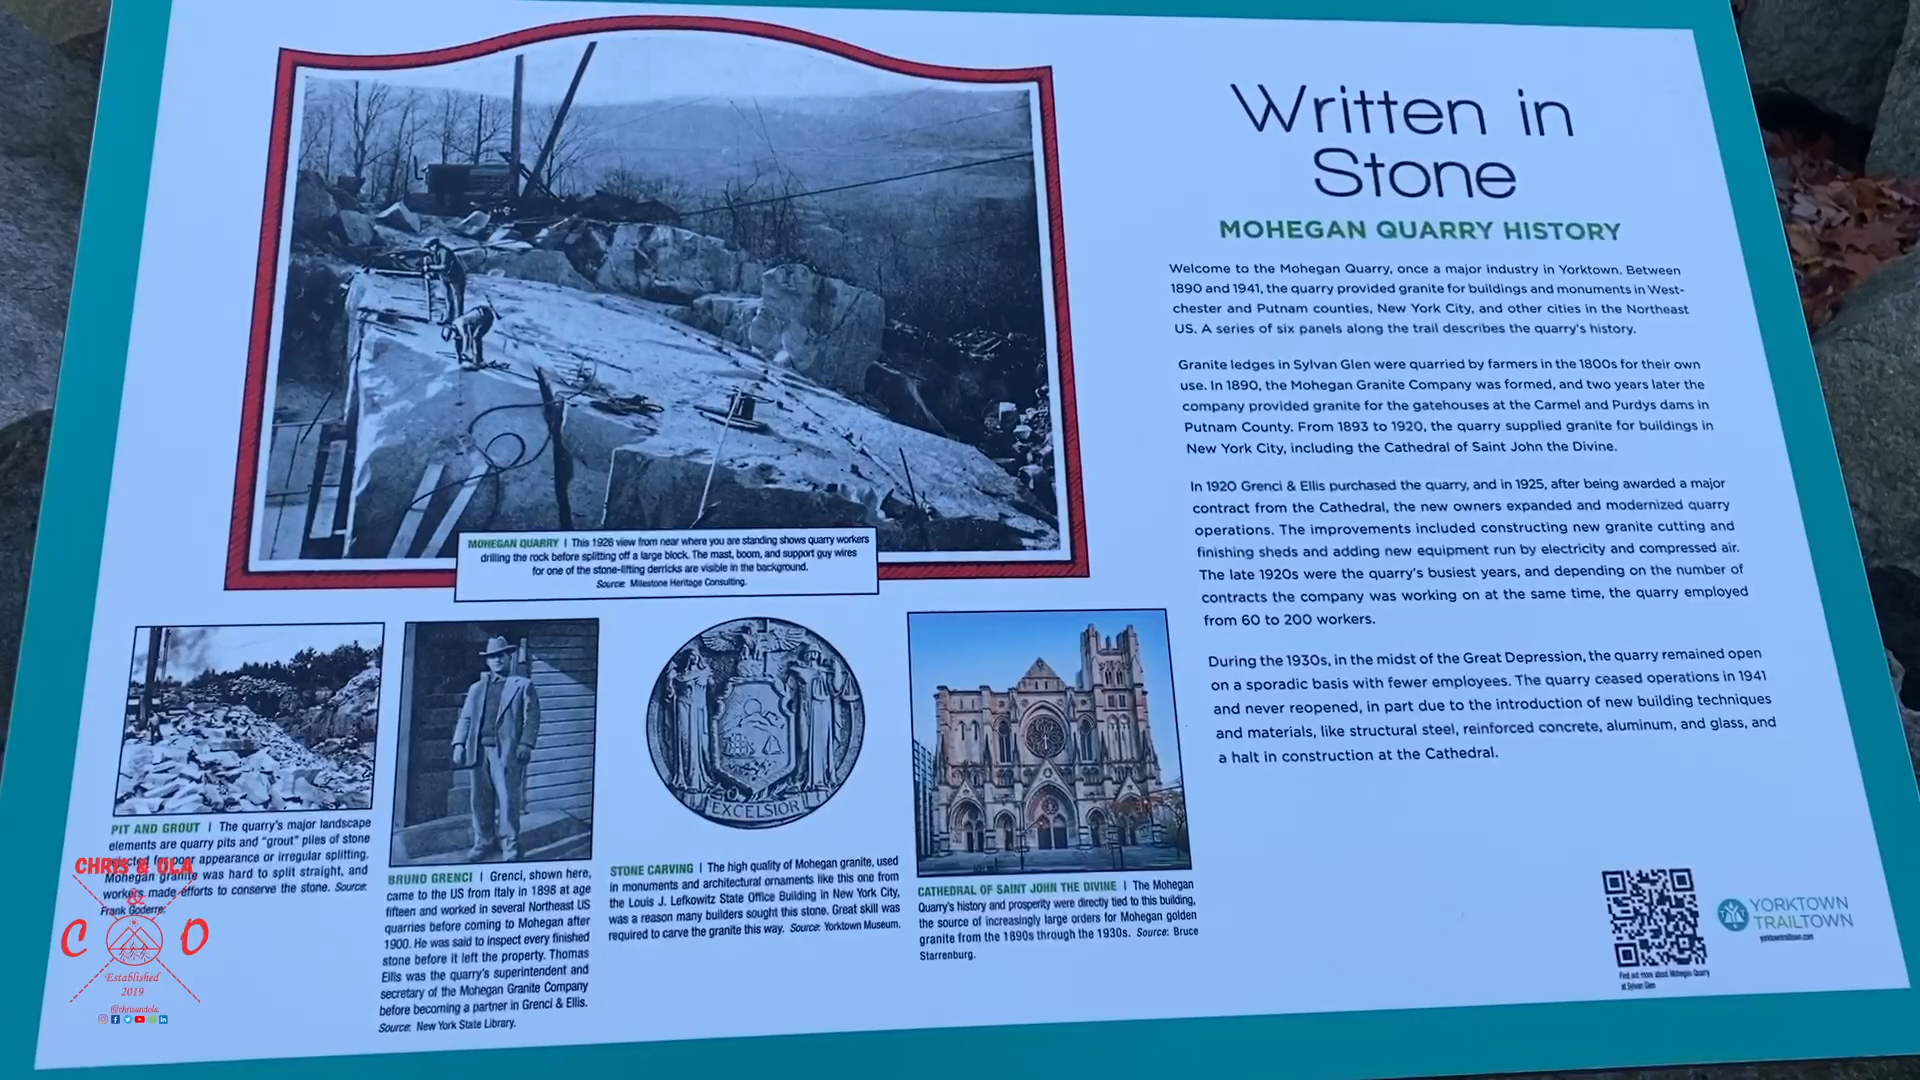 Written in
Stone
MOHEGAN QUARRY HISTORY
Welcome to the Mohegan Quarry, once a major industry in Yorktown. Between
1890 and 1941, the quarry provided granite for buildings and monuments in West-
chester and Putnam counties, New York City, and other cities in the Northeast
US. A series of six panels along the trail describes the quarry's history.
Granite ledges in Sylvan Glen were quarried by farmers in the 1800s for their own
use. In 1890, the Mohegan Granite Company was formed, and two years later the
company provided granite for the gatehouses at the Carmel and Purdys dams in
Putnam County. From 1893 to 1920, the quarry supplied granite for buildings in
New York City, including the Cathedral of Saint John the Divine.
In 1920 Grenci & Ellis purchased the quarry, and in 1925, after being awarded a major
contract from the Cathedral, the new owners expanded and modernized quarry
operations. The improvements included constructing new granite cutting and
finishing sheds and adding new equipment run by electricity and compressed air.
The late 1920s were the quarry's busiest years, and depending on the number of
contracts the company was working on at the same time, the quarry employed
from 60 to 200 workers.
During the 1930s, in the midst of the Great Depression, the quarry remained open
on a sporadic basis with fewer employees. The quarry ceased operations in 1941
and never reopened, in part due to the introduction of new building techniques
and materials, like structural steel, reinforced concrete, aluminum, and glass, and
a halt in construction at the Cathedral.
MOHEGAN QUARRY | This 1926 view from near where you are standing shows quarry workers
drilling the rock before splitting off a large block. The mast, boom, and support guy wires
for one of the stone-lifting derricks are visible in the background.
Source: Milestone Heritage Consulting.
PIT AND GROUT | The quarry's major landscape
elements are quarry pits and "grout" piles of stone
rejected for poor appearance or irregular splitting.
Mohegan granite was hard to split straight, and
workers made efforts to conserve the stone. Source:
Frank Goderre.
BRUNO GRENCI | Grenci, shown here,
came to the US from Italy in 1898 at age
fifteen and worked in several Northeast US
quarries before coming to Mohegan after
1900. He was said to inspect every finished
stone before it left the property. Thomas
Ellis was the quarry's superintendent and
secretary of the Mohegan Granite Company
before becoming a partner in Grenci & Ellis.
Source: New York State Library.
EXCELSIOR
STONE CARVING | The high quality of Mohegan granite, used
in monuments and architectural ornaments like this one from
the Louis J. Lefkowitz State Office Building in New York City,
was a reason many builders sought this stone. Great skill was
required to carve the granite this way. Source: Yorktown Museum.
CATHEDRAL OF SAINT JOHN THE DIVINE | The Mohegan
Quarry's history and prosperity were directly tied to this building,
the source of increasingly large orders for Mohegan golden
granite from the 1890s through the 1930s. Source: Bruce
Starrenburg.
Find out more about Mohegan Quarry
at Sylvan Glen
YORKTOWN
TRAILTOWN
yorktowntrailtown.com
CHRIS & OLA
&
C O
Established
2019
@chrisandola